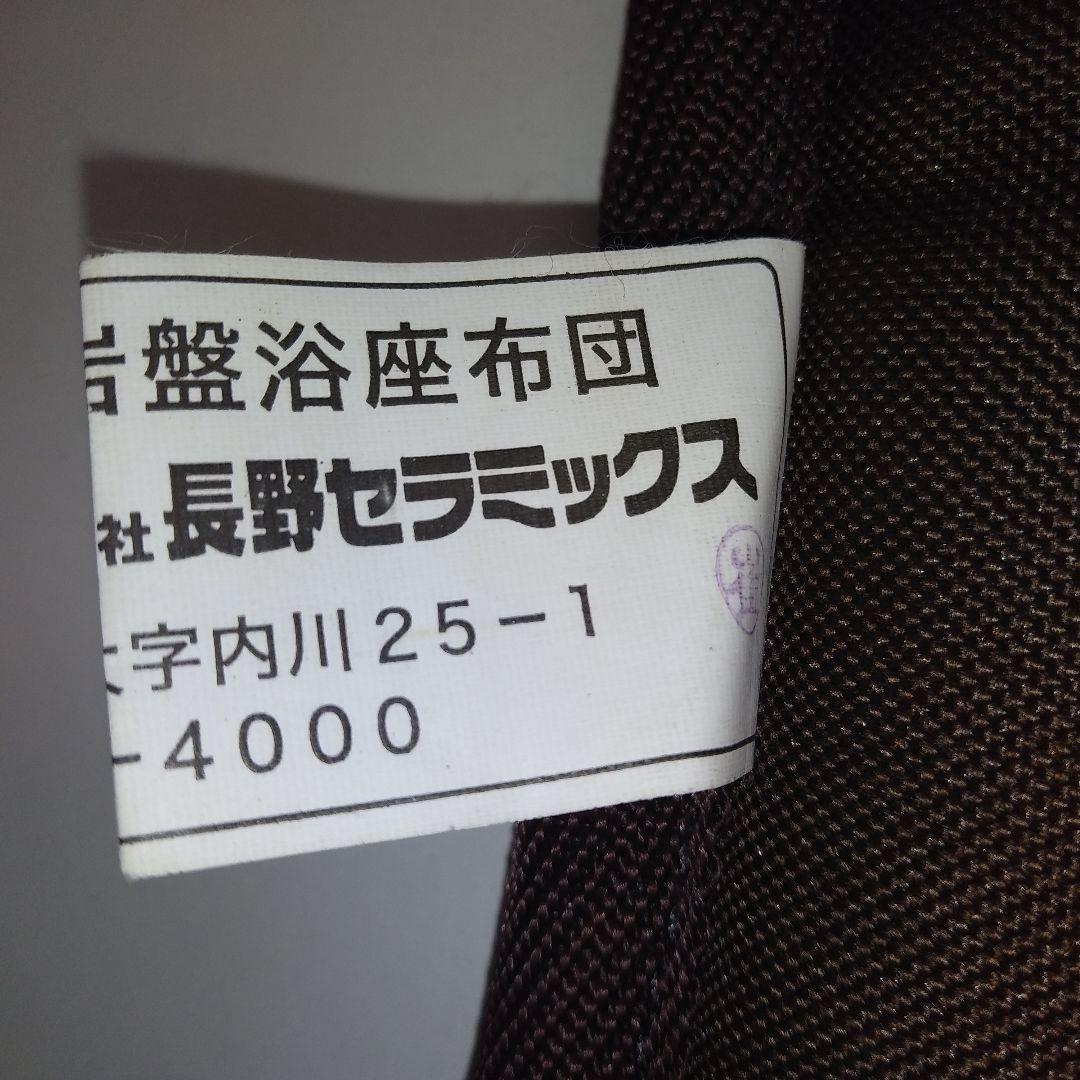 岩盤浴座布団
社 長野セラミックス
大字内川25-1
-4000